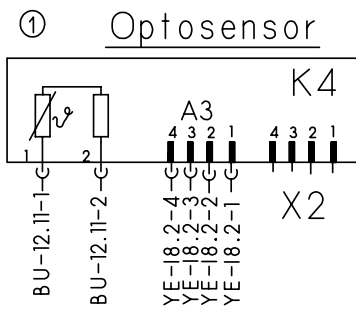 1 Optosensor
K4
ϑ
A3
1 2 4 3 2 1 4 3 2 1
X2
BU-12.11-1
BU-12.11-2
YE-18.2-4
YE-18.2-3
YE-18.2-2
YE-18.2-1